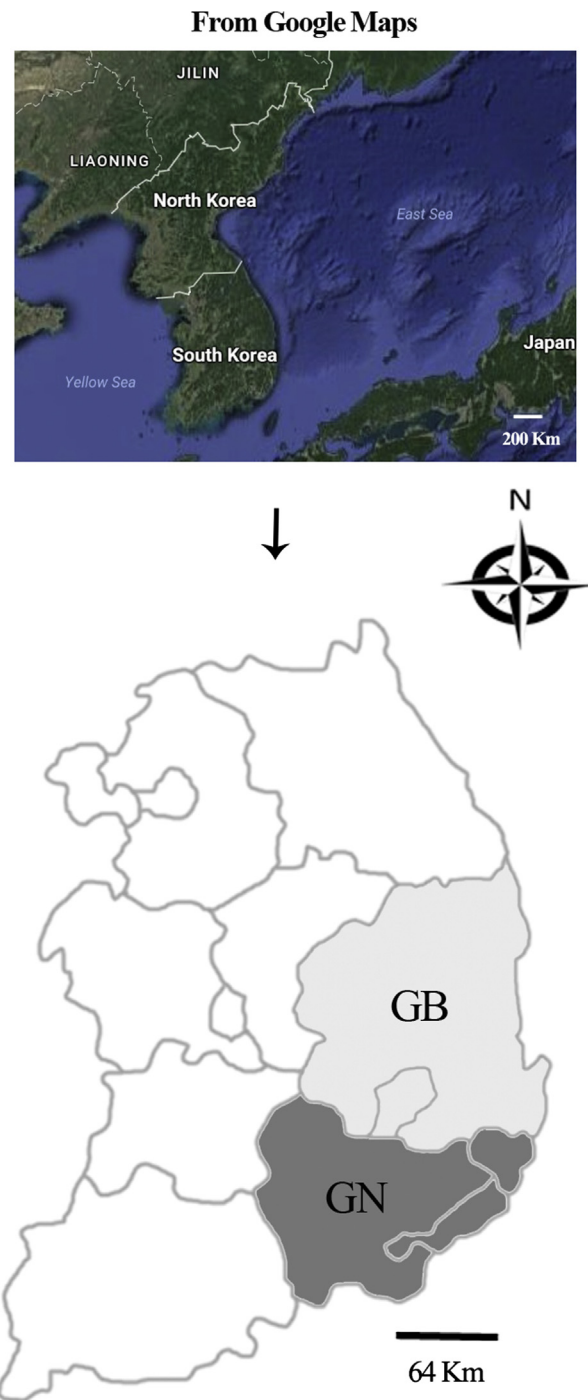 From Google Maps
JILIN
LIAONING
North Korea
East Sea
Japan
South Korea
Yellow Sea
200 Km
N
GB
GN
64 Km